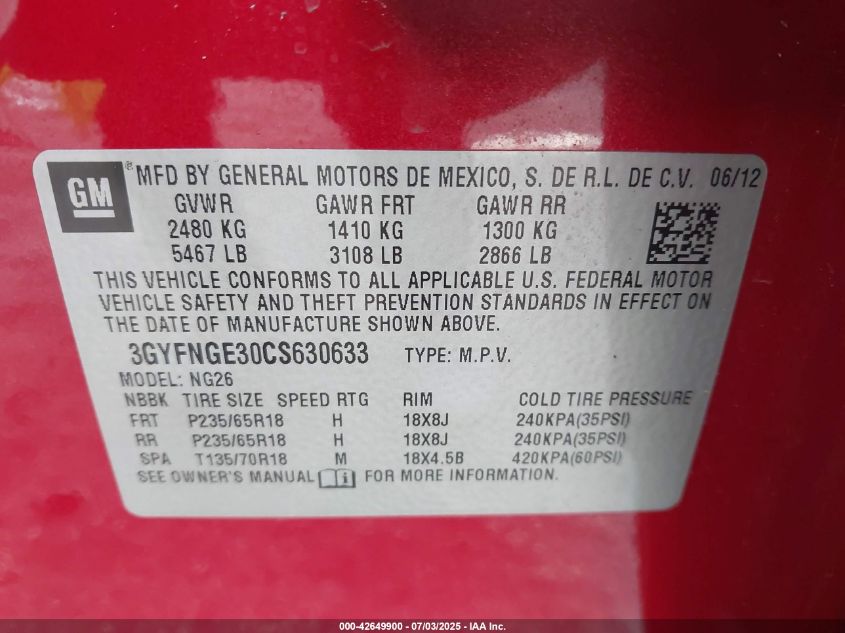 GM® MFD BY GENERAL MOTORS DE MEXICO, S. DE R.L. DE C.V. 06/12
GVWR GAWR FRT GAWR RR
2480 KG 1410 KG 1300 KG
5467 LB 3108 LB 2866 LB
THIS VEHICLE CONFORMS TO ALL APPLICABLE U.S. FEDERAL MOTOR
VEHICLE SAFETY AND THEFT PREVENTION STANDARDS IN EFFECT ON
THE DATE OF MANUFACTURE SHOWN ABOVE.
3GYFNGE30CS630633 TYPE: M.P.V.
MODEL: NG26
NBBK TIRE SIZE SPEED RTG RIM COLD TIRE PRESSURE
FRT P235/65R18 H 18X8J 240KPA(35PSI)
RR P235/65R18 H 18X8J 240KPA(35PSI)
SPA T135/70R18 M 18X4.5B 420KPA(60PSI)
SEE OWNER'S MANUAL FOR MORE INFORMATION.
000-42649900 - 07/03/2025 - IAA Inc.